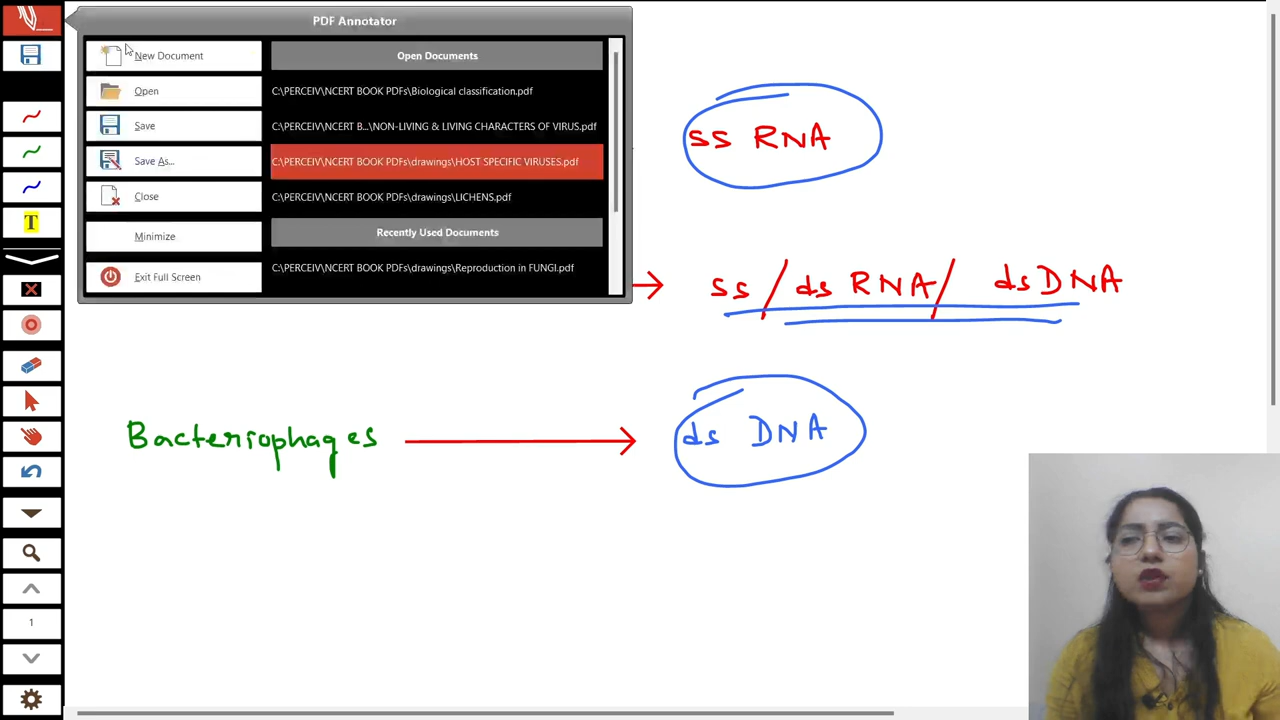 PDF Annotator
New Document
Open
Save
Save As...
Close
Minimize
Exit Full Screen
Open Documents
C:\PERCEIV\NCERT BOOK PDFs\Biological classification.pdf
C:\PERCEIV\NCERT B...\NON-LIVING & LIVING CHARACTERS OF VIRUS.pdf
C:\PERCEIV\NCERT BOOK PDFs\drawings\HOST SPECIFIC VIRUSES.pdf
C:\PERCEIV\NCERT BOOK PDFs\drawings\LICHENS.pdf
Recently Used Documents
C:\PERCEIV\NCERT BOOK PDFs\drawings\Reproduction in FUNGI.pdf
T
1
ss RNA
ss / ds RNA / dsDNA
Bacteriophages ds DNA